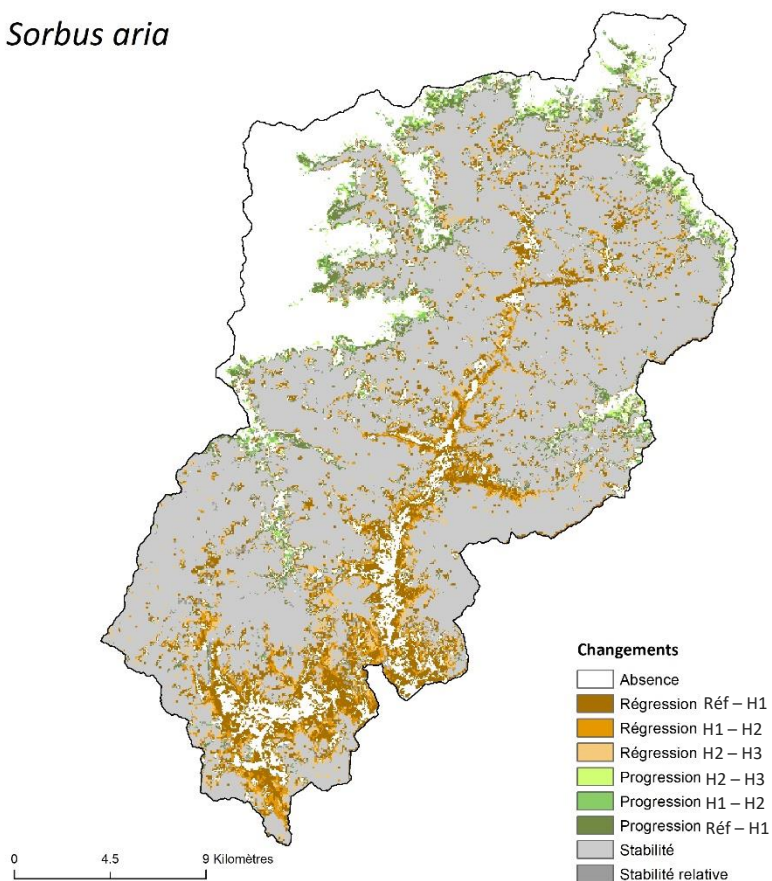 Sorbus aria
Changements
Absence
Régression Réf – H1
Régression H1 – H2
Régression H2 – H3
Progression H2 – H3
Progression H1 – H2
Progression Réf – H1
Stabilité
Stabilité relative
0 4.5 9 Kilomètres